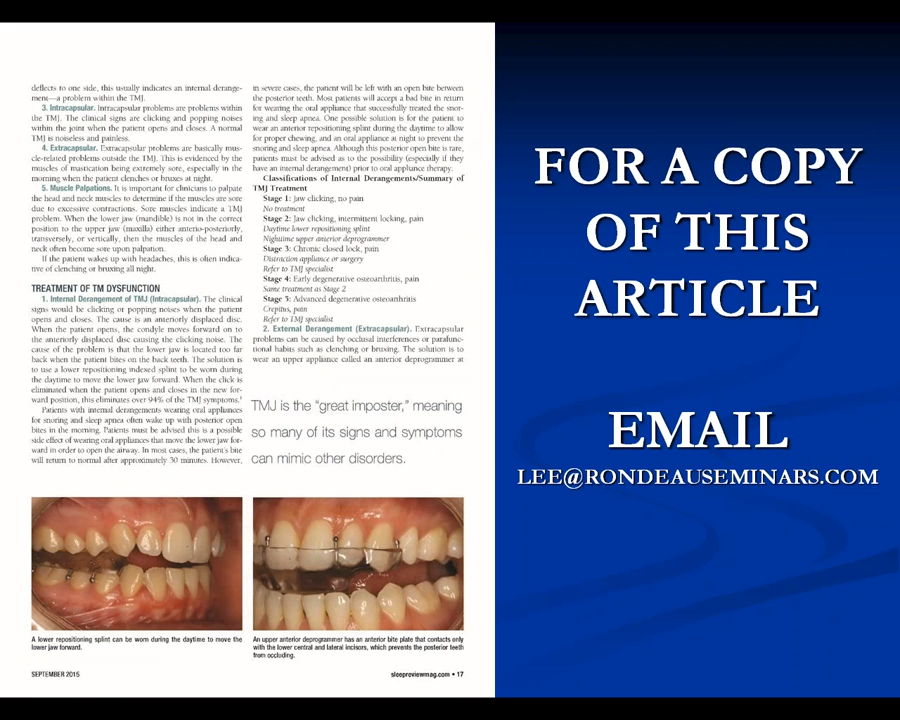 deflects to one side, this usually indicates an internal derange-
ment—a problem within the TMJ.
3. Intracapsular. Intracapsular problems are problems within
the TMJ. The clinical signs are clicking and popping noises
within the joint when the patient opens and closes. A normal
TMJ is noiseless and painless.
4. Extracapsular. Extracapsular problems are basically mus-
cle-related problems outside the TMJ. This is evidenced by the
muscles of mastication being extremely sore, especially in the
morning when the patient clenches or bruxes at night.
5. Muscle Palpations. It is important for clinicians to palpate
the head and neck muscles to determine if the muscles are sore
due to excessive contractions. Sore muscles indicate a TMJ
problem. When the lower jaw (mandible) is not in the correct
position to the upper jaw (maxilla) either anterio-posteriorly,
transversely, or vertically, then the muscles of the head and
neck often become sore upon palpation.
If the patient wakes up with headaches, this is often indica-
tive of clenching or bruxing all night.
TREATMENT OF TM DYSFUNCTION
1. Internal Derangement of TMJ (Intracapsular). The clinical
signs would be clicking or popping noises when the patient
opens and closes. The cause is an anteriorly displaced disc.
When the patient opens, the condyle moves forward on to
the anteriorly displaced disc causing the clicking noise. The
cause of the problem is that the lower jaw is located too far
back when the patient bites on the back teeth. The solution is
to use a lower repositioning indexed splint to be worn during
the daytime to move the lower jaw forward. When the click is
eliminated when the patient opens and closes in the new for-
ward position, this eliminates over 94% of the TMJ symptoms.
Patients with internal derangements wearing oral appliances
for snoring and sleep apnea often wake up with posterior open
bites in the morning. Patients must be advised this is a possible
side effect of wearing oral appliances that move the lower jaw for-
ward in order to open the airway. In most cases, the patient's bite
will return to normal after approximately 30 minutes. However,
in severe cases, the patient will be left with an open bite between
the posterior teeth. Most patients will accept a bad bite in return
for wearing the oral appliance that successfully treated the snor-
ing and sleep apnea. One possible solution is for the patient to
wear an anterior repositioning splint during the daytime to allow
for proper chewing, and an oral appliance at night to prevent the
snoring and sleep apnea. Although this posterior open bite is rare,
patients must be advised as to the possibility (especially if they
have an internal derangement) prior to oral appliance therapy.
Classifications of Internal Derangements/Summary of
TMJ Treatment
Stage 1: Jaw clicking, no pain
No treatment
Stage 2: Jaw clicking, intermittent locking, pain
Daytime lower repositioning splint
Nighttime upper anterior deprogrammer
Stage 3: Chronic closed lock, pain
Distraction appliance or surgery
Refer to TMJ specialist
Stage 4: Early degenerative osteoarthritis, pain
Same treatment as Stage 2
Stage 5: Advanced degenerative osteoarthritis
Crepitus, pain
Refer to TMJ specialist
2. External Derangement (Extracapsular). Extracapsular
problems can be caused by occlusal interferences or parafunc-
tional habits such as clenching or bruxing. The solution is to
wear an upper appliance called an anterior deprogrammer at
TMJ is the "great imposter," meaning
so many of its signs and symptoms
can mimic other disorders.
A lower repositioning splint can be worn during the daytime to move the
lower jaw forward.
An upper anterior deprogrammer has an anterior bite plate that contacts only
with the lower central and lateral incisors, which prevents the posterior teeth
from occluding.
SEPTEMBER 2015
sleepreviewmag.com • 17
FOR A COPY
OF THIS
ARTICLE
EMAIL
LEE@RONDEAUSEMINARS.COM